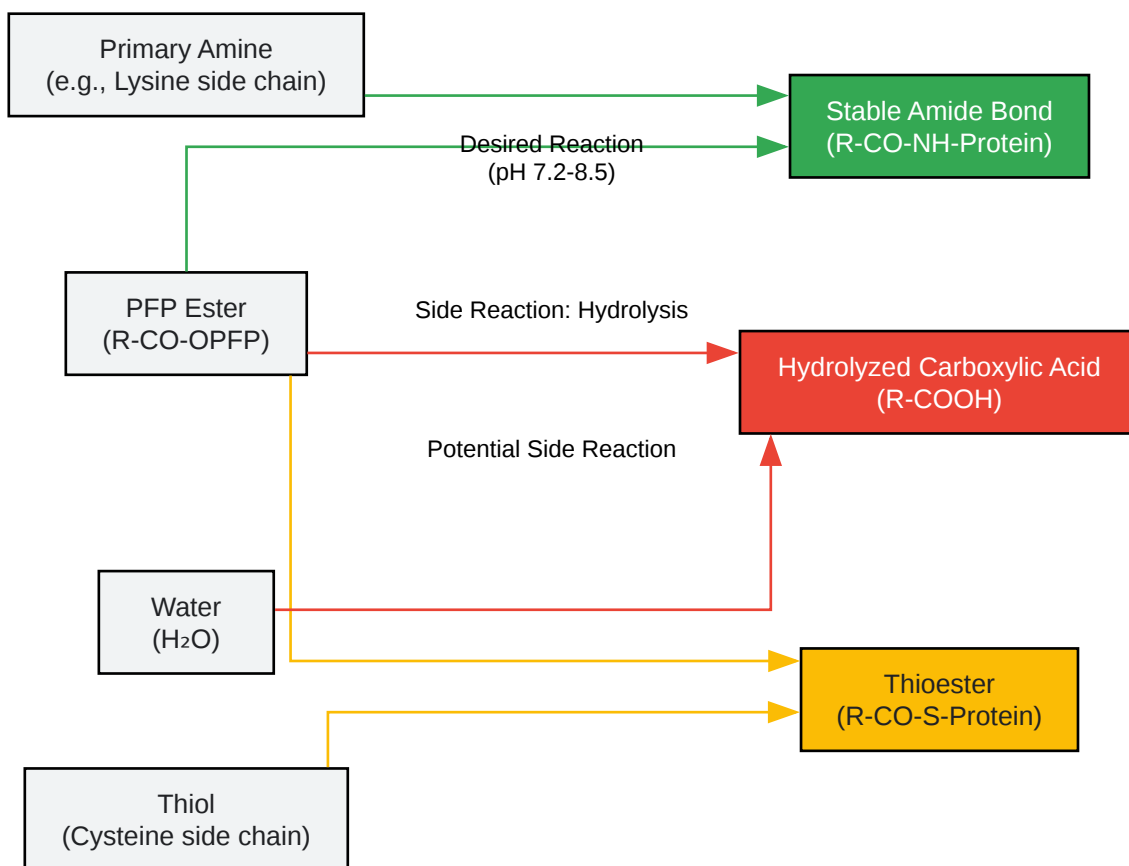 Primary Amine
(e.g., Lysine side chain)
Stable Amide Bond
(R-CO-NH-Protein)
Desired Reaction
(pH 7.2-8.5)
PFP Ester
(R-CO-OPFP)
Side Reaction: Hydrolysis
Hydrolyzed Carboxylic Acid
(R-COOH)
Potential Side Reaction
Water
(H₂O)
Thioester
(R-CO-S-Protein)
Thiol
(Cysteine side chain)